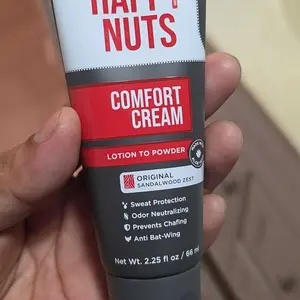 HAPPY
NUTS
COMFORT
CREAM
LOTION TO POWDER
ORIGINAL
SANDALWOOD ZEST
Sweat Protection
Odor Neutralizing
Prevents Chafing
Anti Bat-Wing
Net Wt. 2.25 fl oz / 66 ml